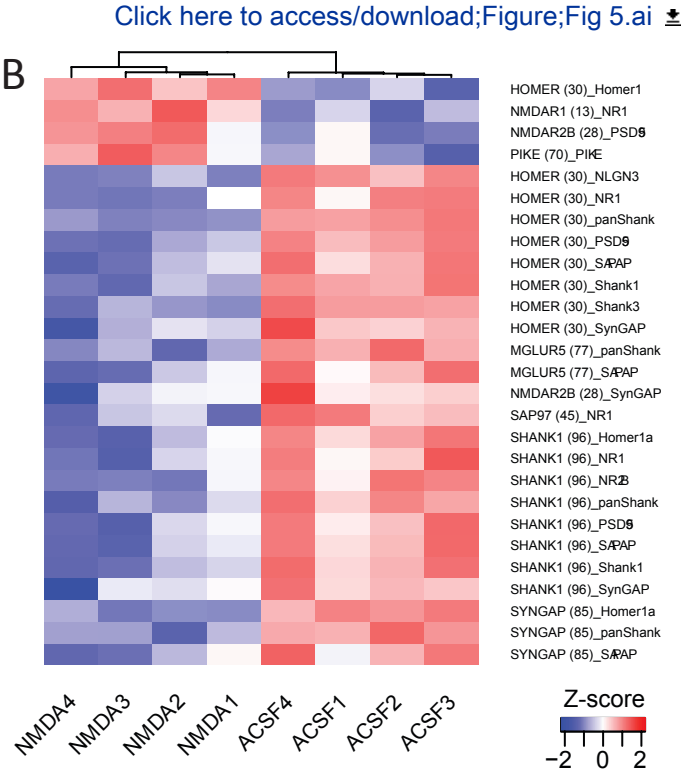 Click here to access/download;Figure;Fig 5.ai
B
HOMER (30)_Homer1
NMDAR1 (13)_NR1
NMDAR2B (28)_PSD95
PIKE (70)_PIKE
HOMER (30)_NLGN3
HOMER (30)_NR1
HOMER (30)_panShank
HOMER (30)_PSD95
HOMER (30)_SAPAP
HOMER (30)_Shank1
HOMER (30)_Shank3
HOMER (30)_SynGAP
MGLUR5 (77)_panShank
MGLUR5 (77)_SAPAP
NMDAR2B (28)_SynGAP
SAP97 (45)_NR1
SHANK1 (96)_Homer1a
SHANK1 (96)_NR1
SHANK1 (96)_NR2B
SHANK1 (96)_panShank
SHANK1 (96)_PSD95
SHANK1 (96)_SAPAP
SHANK1 (96)_Shank1
SHANK1 (96)_SynGAP
SYNGAP (85)_Homer1a
SYNGAP (85)_panShank
SYNGAP (85)_SAPAP
NMDA4 NMDA3 NMDA2 NMDA1 ACSF4 ACSF1 ACSF2 ACSF3
Z-score
−2 0 2